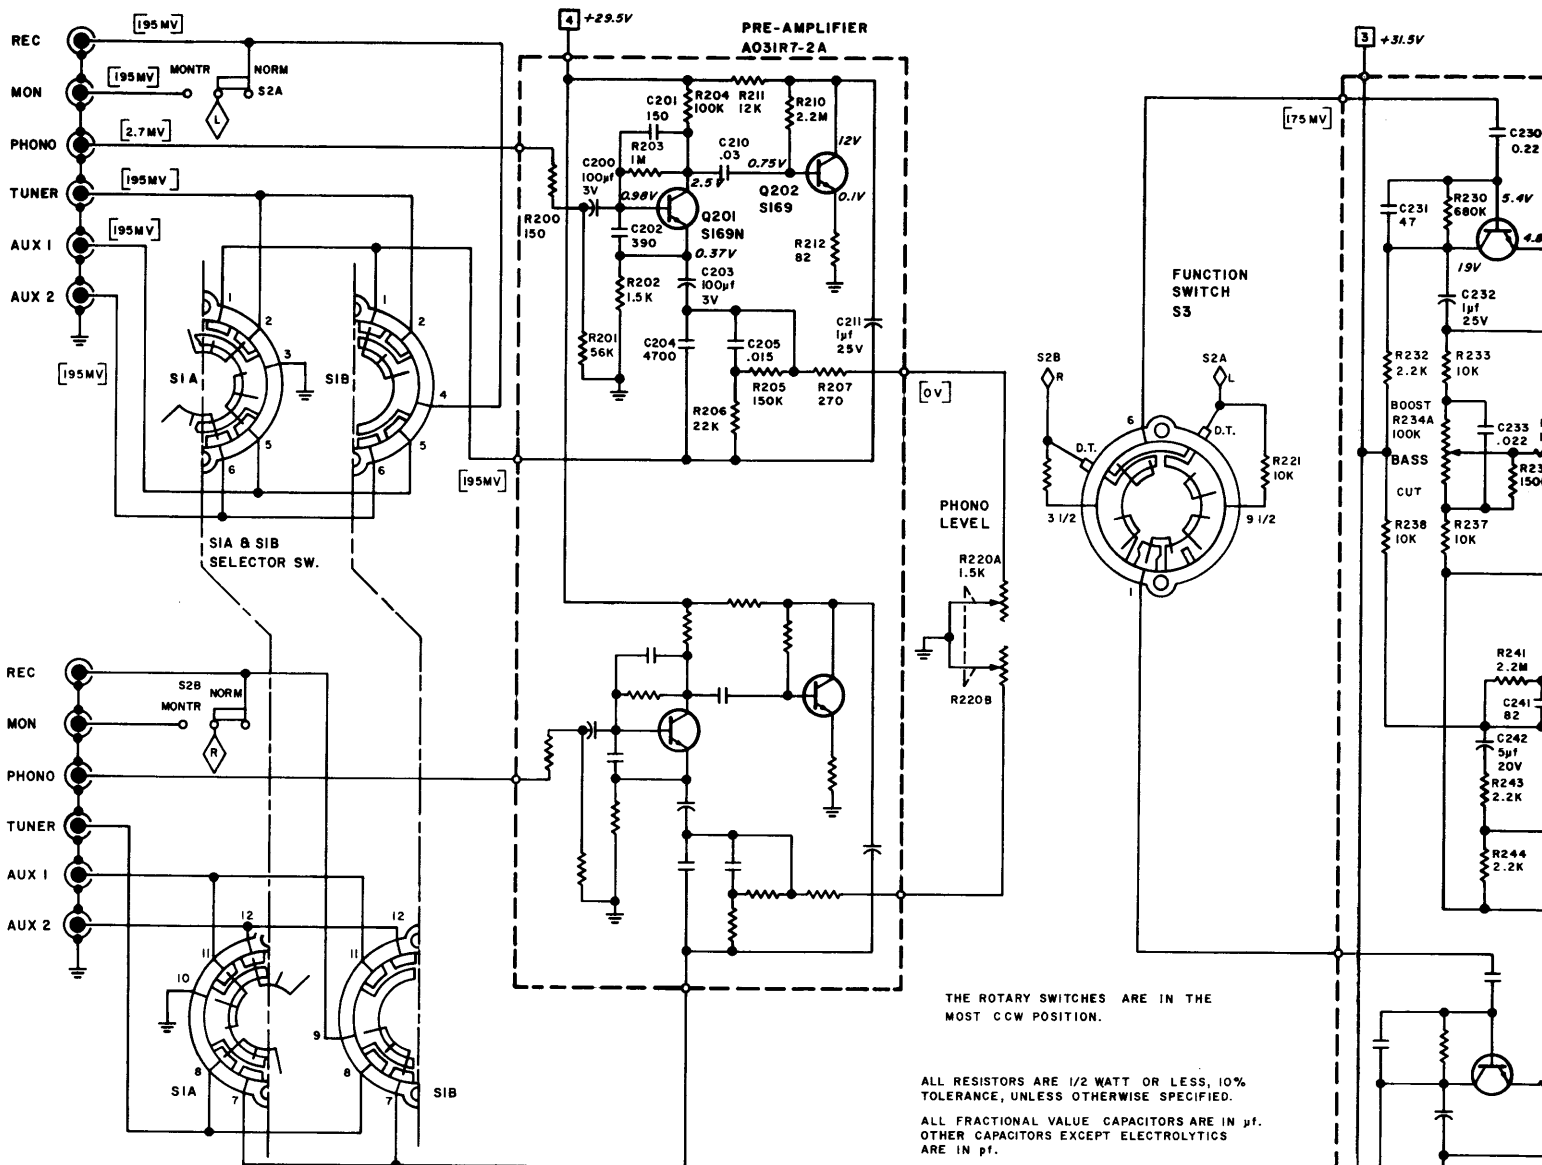 4 +29.5V
PRE-AMPLIFIER
A031R7-2A
3 +31.5V
REC
[195 MV]
MON
[195MV]
MONTR
NORM
S2A
L
PHONO
[2.7MV]
TUNER
[195MV]
AUX 1
[195MV]
AUX 2
[195MV]
1
2
3
5
6
S1A
1
2
4
5
6
S1B
S1A & S1B
SELECTOR SW.
[195MV]
R200
150
C200
100µf
3V
R201
56K
C201
150
R203
1M
0.98V
C202
390
R202
1.5K
R204
100K
R211
12K
R210
2.2M
C210
.03
0.75V
12V
2.5V
Q201
S169N
Q202
S169
0.1V
0.37V
R212
82
C203
100µf
3V
C204
4700
C205
.015
C211
1µf
25V
R205
150K
R207
270
R206
22K
[0V]
PHONO
LEVEL
R220A
1.5K
R220B
FUNCTION
SWITCH
S3
S2B
R
S2A
L
6
D.T.
D.T.
R221
10K
3 1/2
9 1/2
1
[175 MV]
C230
0.22
C231
47
R230
680K
5.4V
4.8
19V
C232
1µf
25V
R232
2.2K
R233
10K
BOOST
R234A
100K
C233
.022
BASS
CUT
R238
10K
R237
10K
R241
2.2M
C241
82
C242
5µf
20V
R243
2.2K
R244
2.2K
REC
S2B
NORM
MONTR
MON
R
PHONO
TUNER
AUX 1
AUX 2
12
11
10
8
7
S1A
12
11
9
8
7
S1B
THE ROTARY SWITCHES ARE IN THE
MOST CCW POSITION.
ALL RESISTORS ARE 1/2 WATT OR LESS, 10%
TOLERANCE, UNLESS OTHERWISE SPECIFIED.
ALL FRACTIONAL VALUE CAPACITORS ARE IN µf.
OTHER CAPACITORS EXCEPT ELECTROLYTICS
ARE IN pf.